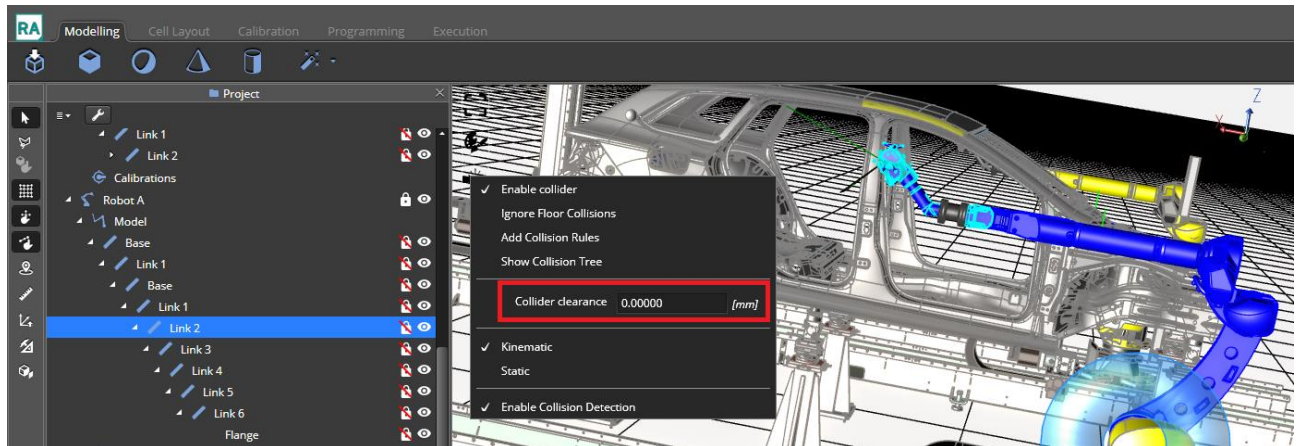 RA Modelling Cell Layout Calibration Programming Execution
Project
Link 1
Link 2
Calibrations
Robot A
Model
Base
Link 1
Base
Link 1
Link 2
Link 3
Link 4
Link 5
Link 6
Flange
Enable collider
Ignore Floor Collisions
Add Collision Rules
Show Collision Tree
Collider clearance 0.00000 [mm]
Kinematic
Static
Enable Collision Detection
Z
X